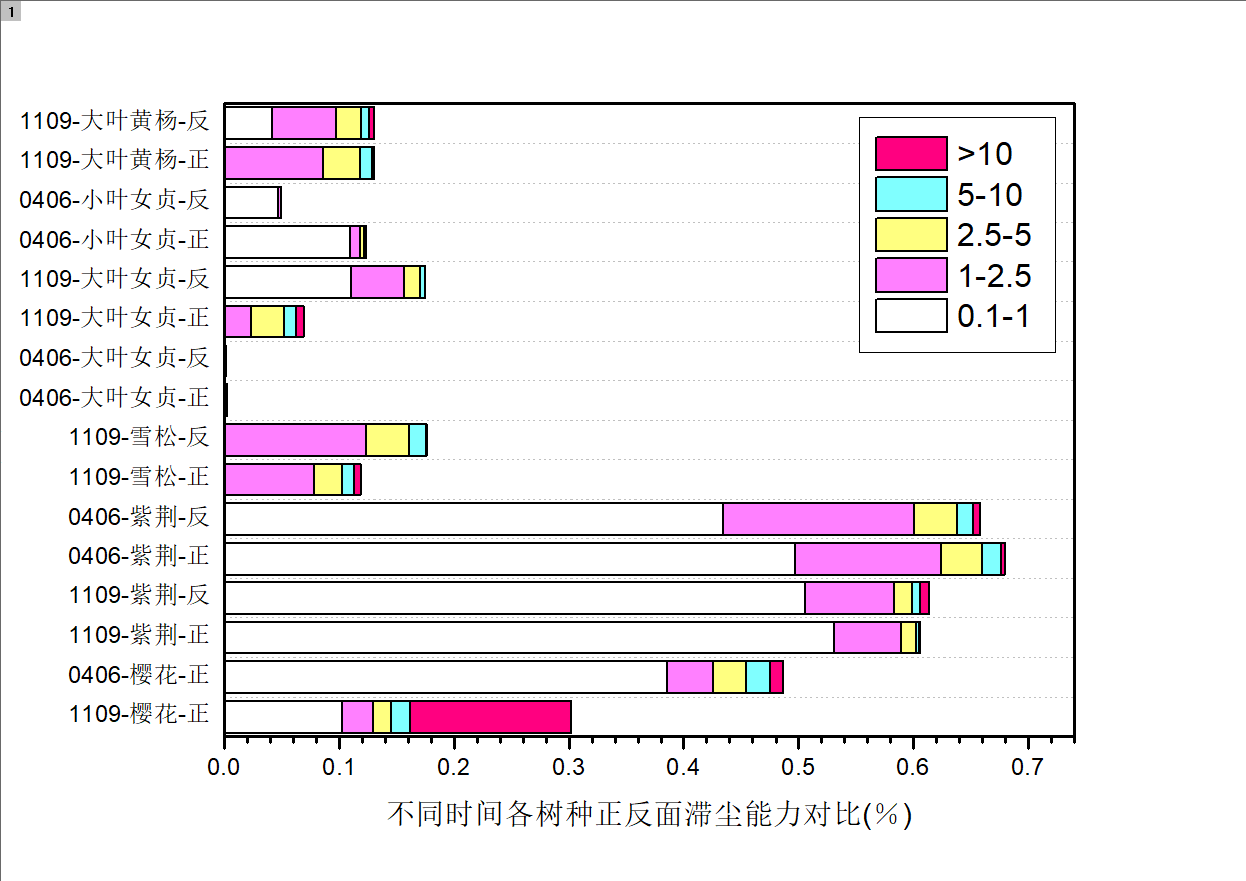 1
1109-大叶黄杨-反
1109-大叶黄杨-正
0406-小叶女贞-反
0406-小叶女贞-正
1109-大叶女贞-反
1109-大叶女贞-正
0406-大叶女贞-反
0406-大叶女贞-正
1109-雪松-反
1109-雪松-正
0406-紫荆-反
0406-紫荆-正
1109-紫荆-反
1109-紫荆-正
0406-樱花-正
1109-樱花-正
>10
5-10
2.5-5
1-2.5
0.1-1
0.0 0.1 0.2 0.3 0.4 0.5 0.6 0.7
不同时间各树种正反面滞尘能力对比(%)